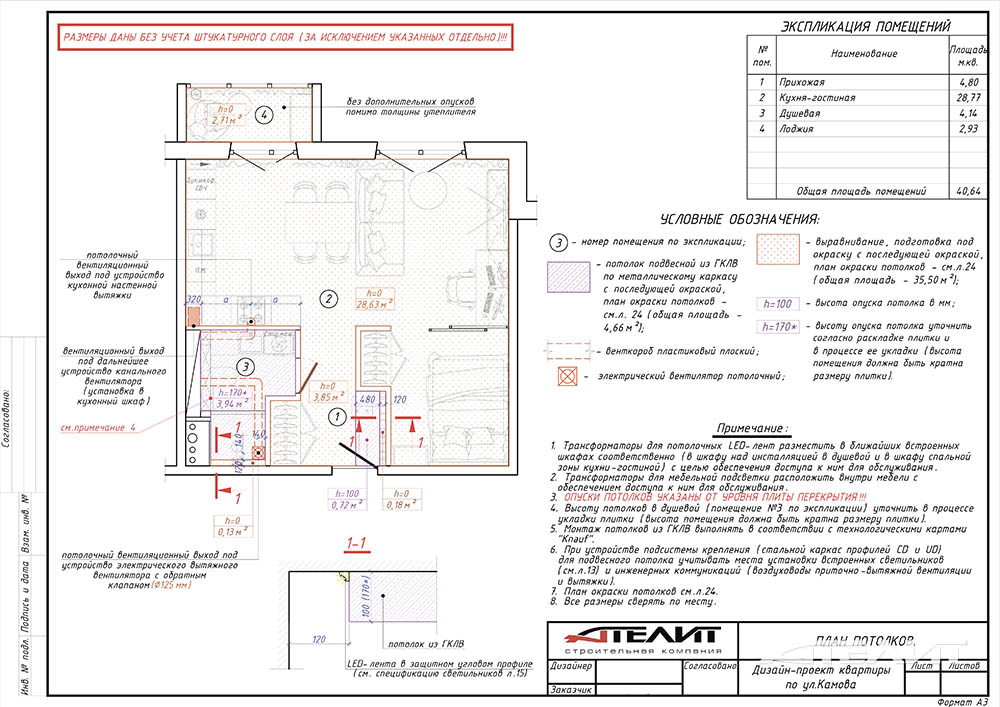 РАЗМЕРЫ ДАНЫ БЕЗ УЧЕТА ШТУКАТУРНОГО СЛОЯ (ЗА ИСКЛЮЧЕНИЕМ УКАЗАННЫХ ОТДЕЛЬНО)!!!
ЭКСПЛИКАЦИЯ ПОМЕЩЕНИЙ
№ пом. Наименование Площадь м.кв.
1 Прихожая 4,80
2 Кухня-гостиная 28,77
3 Душевая 4,14
4 Лоджия 2,93
Общая площадь помещений 40,64
h=0
2,71 м²
4
без дополнительных опусков
помимо толщины утеплителя
СВЧ
п.м.
потолочный
вентиляционный
выход под устройство
кухонной настенной
вытяжки
320
a
a
2
h=0
28,63 м²
вентиляционный выход
под дальнейшее
устройство канального
вентилятора
(установка в
кухонный шкаф)
см.примечание 4
3
h=170*
3,94 м²
h=0
3,85 м²
480
120
1
1
1
1
1
140
140
120
h=0
0,13 м²
h=100
0,72 м²
h=0
0,18 м²
потолочный вентиляционный выход под
устройство электрического вытяжного
вентилятора с обратным
клапаном(Ф125 мм)
1-1
100 (170*)
120
потолок из ГКЛВ
LED-лента в защитном угловом профиле
(см. спецификацию светильников л.15)
УСЛОВНЫЕ ОБОЗНАЧЕНИЯ:
3 - номер помещения по экспликации;
- потолок подвесной из ГКЛВ
по металлическому каркасу
с последующей окраской,
план окраски потолков -
см.л. 24 (общая площадь -
4,66 м²);
- венткороб пластиковый плоский;
- электрический вентилятор потолочный;
- выравнивание, подготовка под
окраску с последующей окраской,
план окраски потолков - см.л.24
(общая площадь - 35,50 м²);
h=100 - высота опуска потолка в мм;
h=170* - высоту опуска потолка уточнить
согласно раскладке плитки и
в процессе ее укладки (высота
помещения должна быть кратна
размеру плитки).
Примечание:
1. Трансформаторы для потолочных LED-лент разместить в ближайших встроенных
шкафах соответственно (в шкафу над инсталляцией в душевой и в шкафу спальной
зоны кухни-гостиной) с целью обеспечения доступа к ним для обслуживания.
2. Трансформаторы для мебельной подсветки расположить внутри мебели с
обеспечением доступа к ним для обслуживания.
3. ОПУСКИ ПОТОЛКОВ УКАЗАНЫ ОТ УРОВНЯ ПЛИТЫ ПЕРЕКРЫТИЯ!!!
4. Высоту потолков в душевой (помещение №3 по экспликации) уточнить в процессе
укладки плитки (высота помещения должна быть кратна размеру плитки).
5. Монтаж потолков из ГКЛВ выполнять в соответствии с технологическими картами
"Knauf".
6. При устройстве подсистемы крепления (стальной каркас профилей CD и UD)
для подвесного потолка учитывать места установки встроенных светильников
(см.л.13) и инженерных коммуникаций (воздуховоды приточно-вытяжной вентиляции
и вытяжки).
7. План окраски потолков см.л.24.
8. Все размеры сверять по месту.
АТЕЛИТ
строительная компания
ПЛАН ПОТОЛКОВ.
АТЕЛИТ
Дизайнер
Согласовано:
Заказчик
Дизайн-проект квартиры
по ул.Камова
Лист
Листов
Формат А3
Согласовано:
Взам. инв. №
Подпись и дата
Инв. № подл.